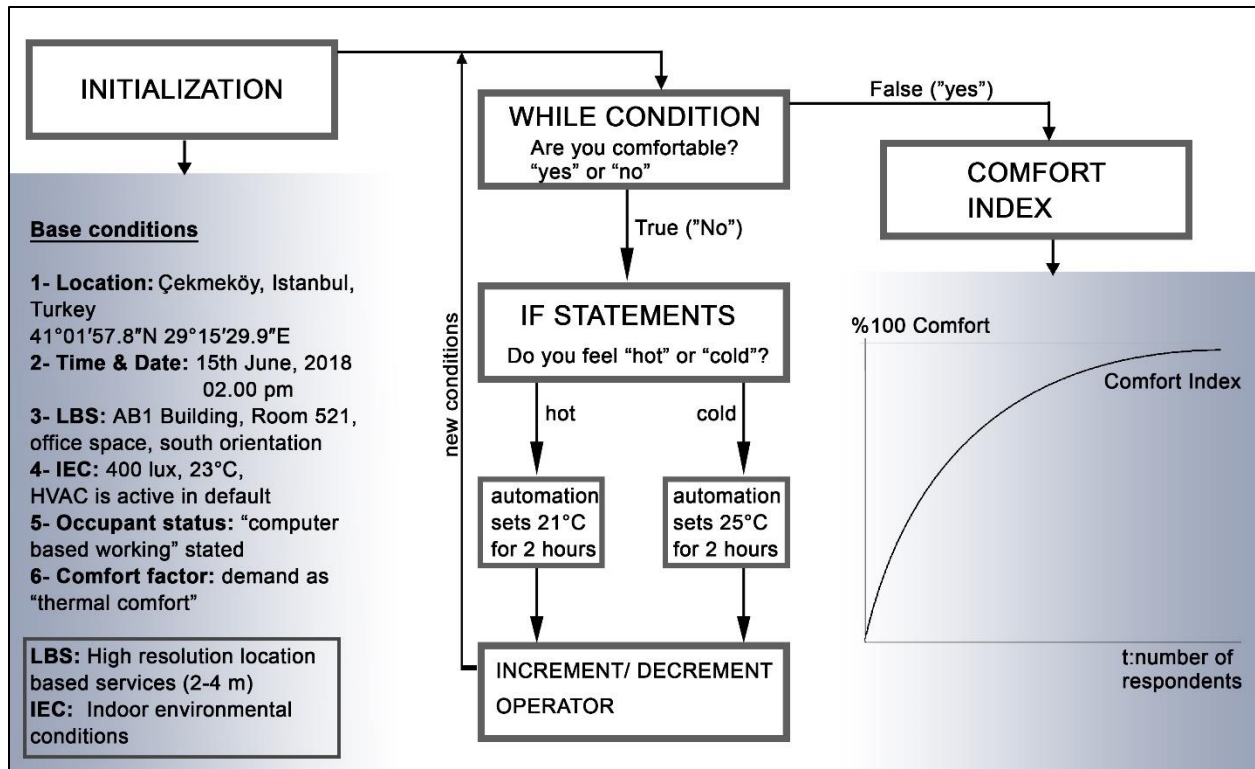 INITIALIZATION
Base conditions
1- Location: Çekmeköy, Istanbul,
Turkey
41°01′57.8″N 29°15′29.9″E
2- Time & Date: 15th June, 2018
02.00 pm
3- LBS: AB1 Building, Room 521,
office space, south orientation
4- IEC: 400 lux, 23°C,
HVAC is active in default
5- Occupant status: “computer
based working” stated
6- Comfort factor: demand as
“thermal comfort”
LBS: High resolution location
based services (2-4 m)
IEC: Indoor environmental
conditions
new conditions
WHILE CONDITION
Are you comfortable?
“yes” or “no”
True (”No”)
IF STATEMENTS
Do you feel “hot” or “cold”?
hot
cold
automation
sets 21°C
for 2 hours
automation
sets 25°C
for 2 hours
INCREMENT/ DECREMENT
OPERATOR
False (”yes”)
COMFORT
INDEX
%100 Comfort
Comfort Index
t:number of
respondents